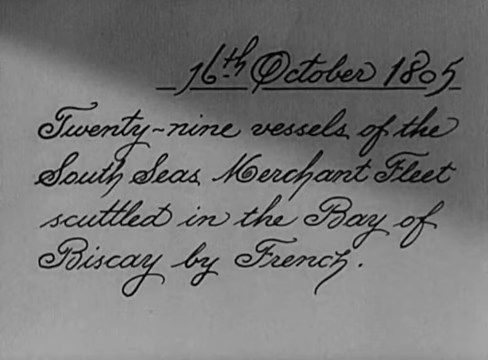 16th October 1805
Twenty-nine vessels of the
South Seas Merchant Fleet
scuttled in the Bay of
Biscay by French.